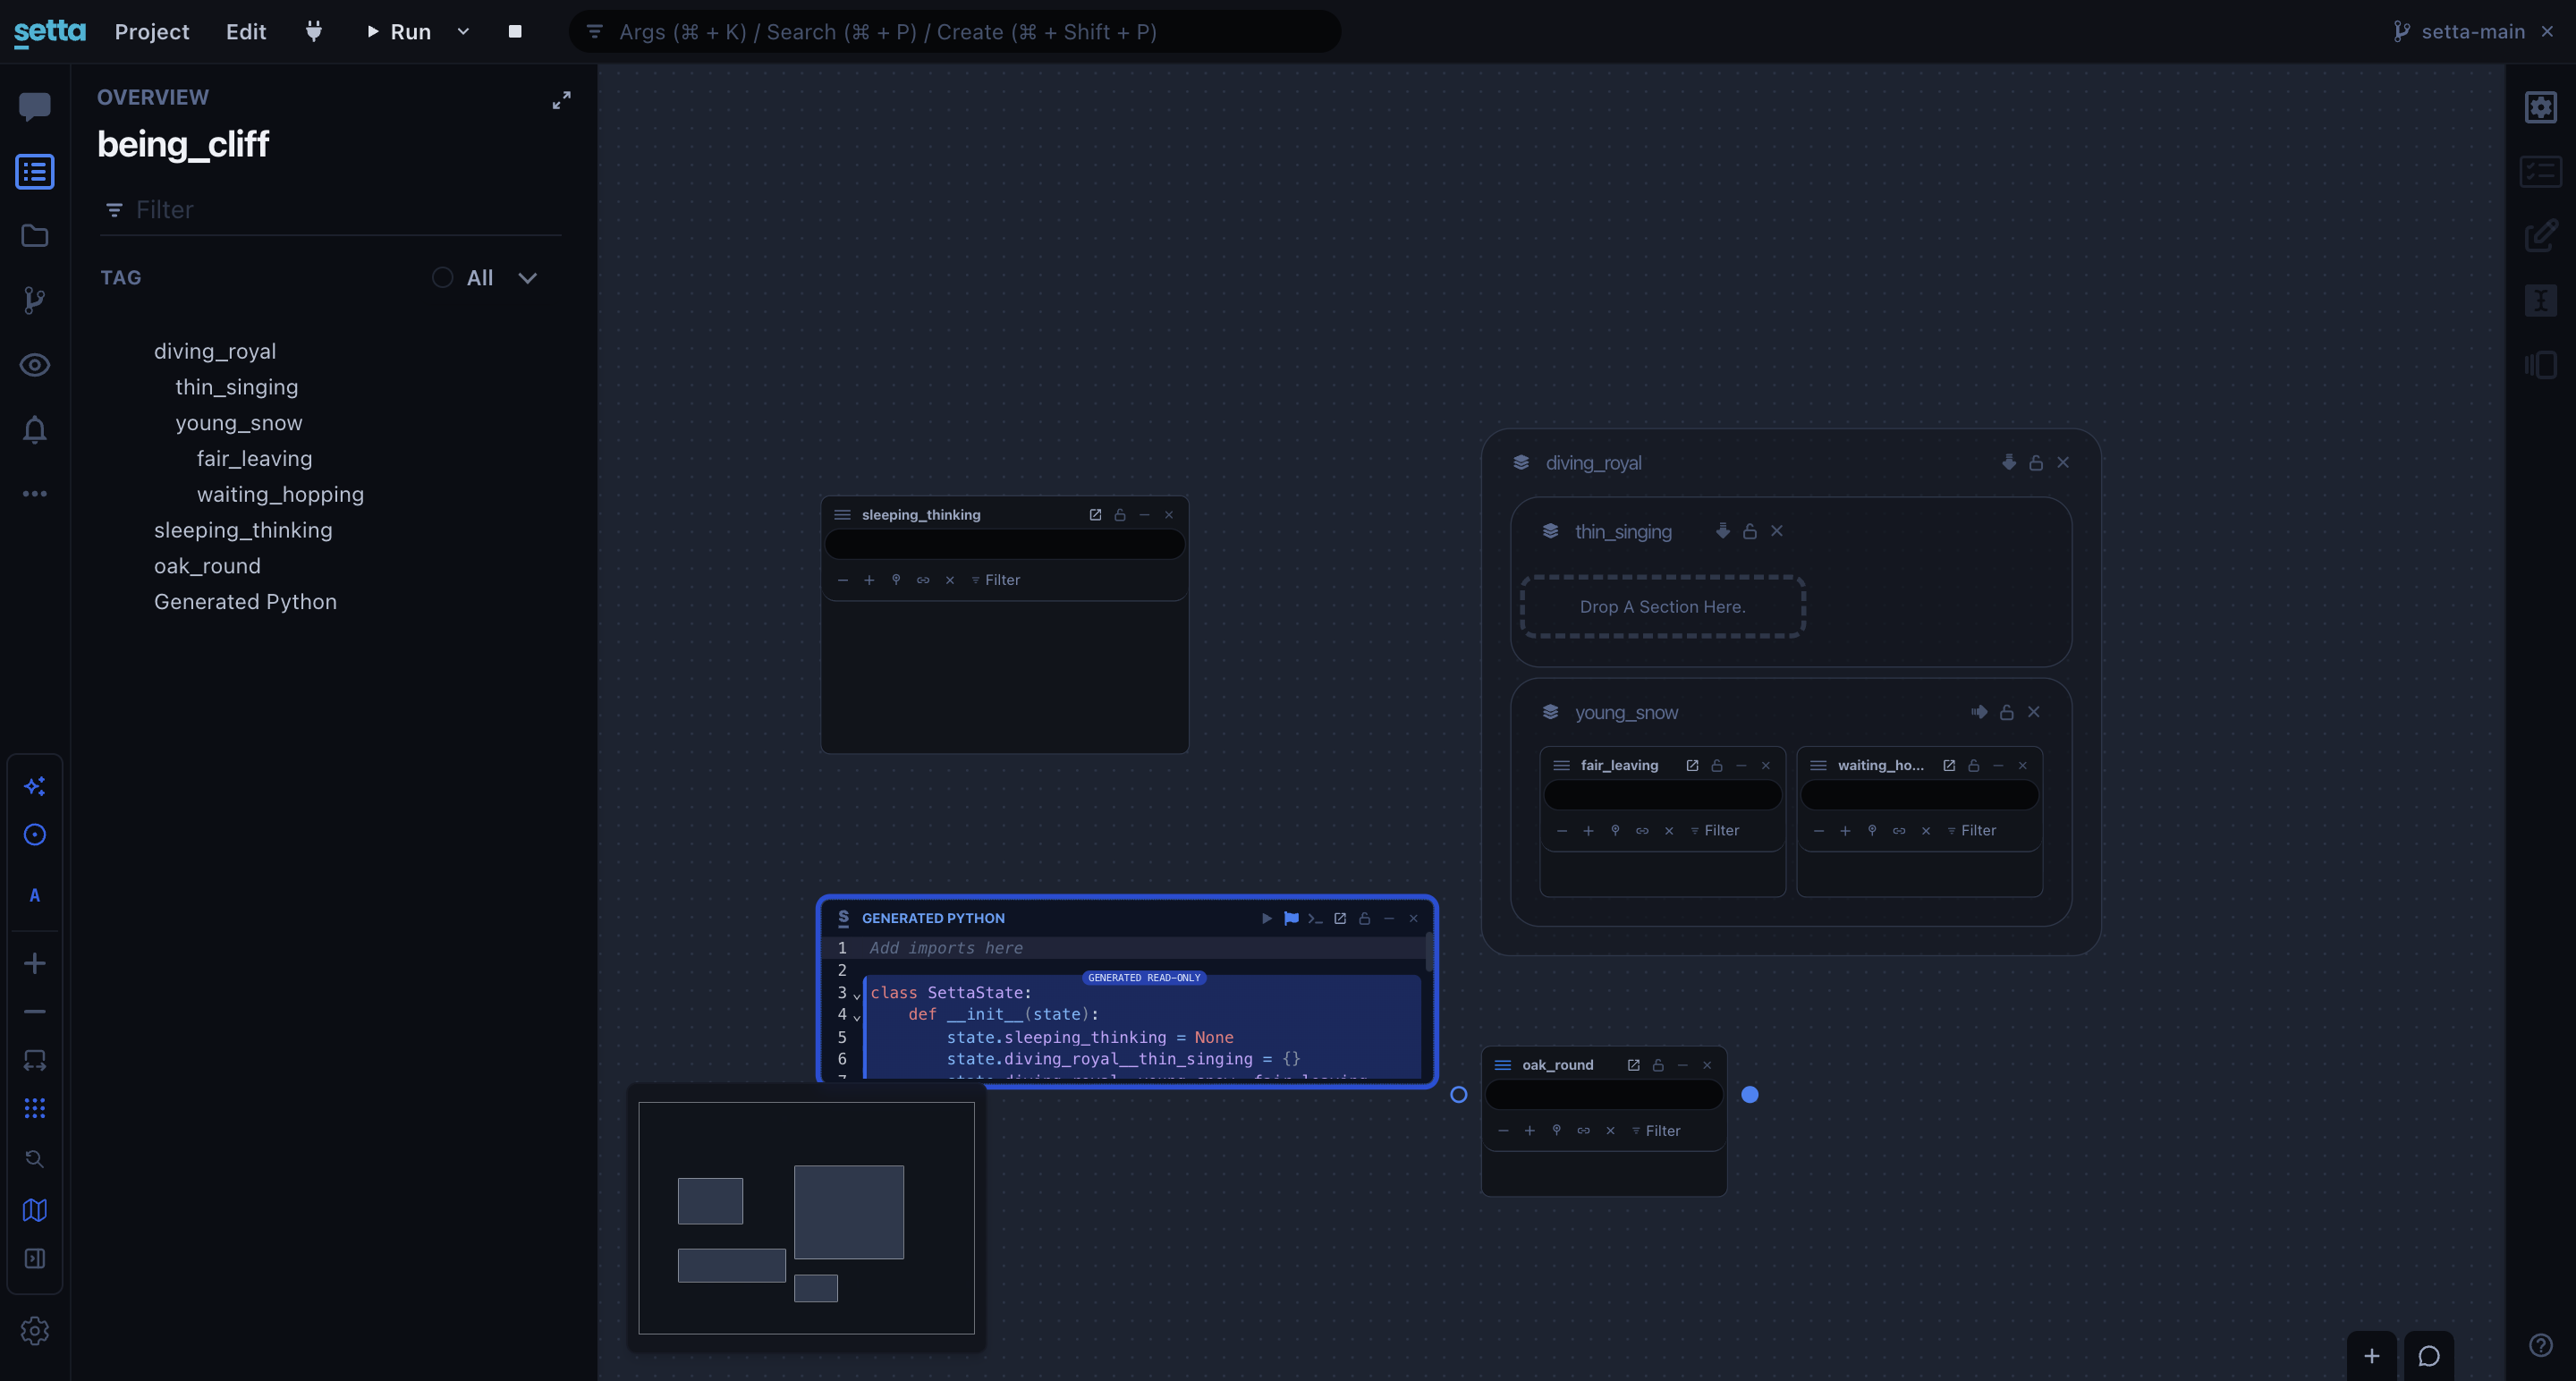 setta Project Edit Run Args (⌘ + K) / Search (⌘ + P) / Create (⌘ + Shift + P) setta-main
OVERVIEW
being_cliff
Filter
TAG All
diving_royal
thin_singing
young_snow
fair_leaving
waiting_hopping
sleeping_thinking
oak_round
Generated Python
A
sleeping_thinking
Filter
diving_royal
thin_singing
Drop A Section Here.
young_snow
fair_leaving
Filter
waiting_ho...
Filter
S GENERATED PYTHON
1 Add imports here
2
GENERATED READ-ONLY
3 class SettaState:
4 def __init__(state):
5 state.sleeping_thinking = None
6 state.diving_royal__thin_singing = {}
oak_round
Filter